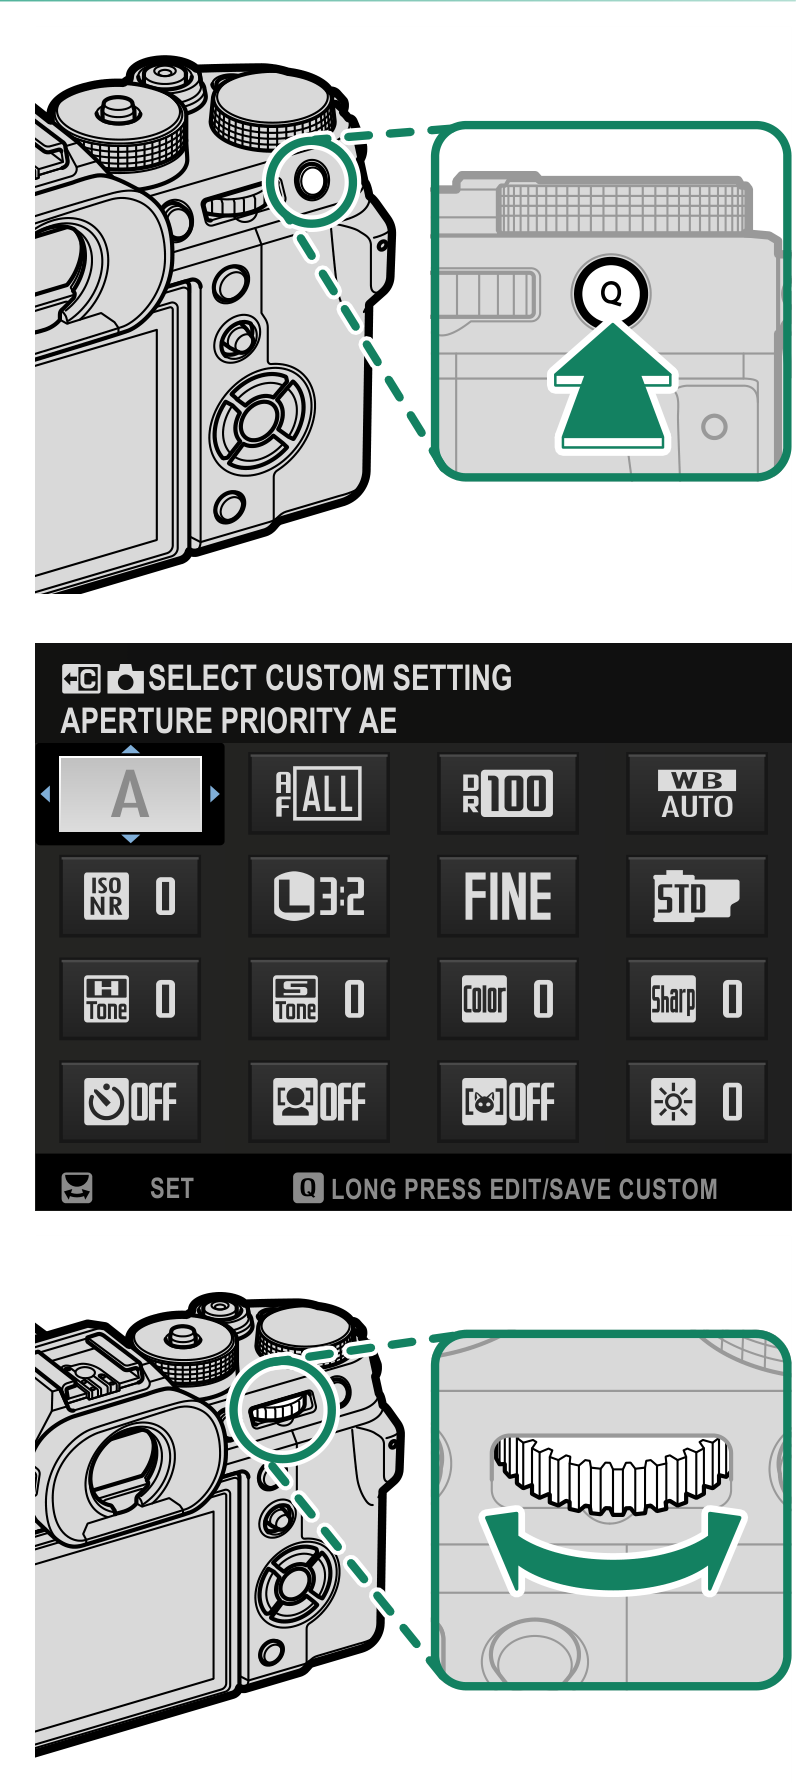 Q
C SELECT CUSTOM SETTING
APERTURE PRIORITY AE
A AF ALL DR 100 WB AUTO
ISO NR 0 L 3:2 FINE STD
H Tone 0 S Tone 0 Color 0 Sharp 0
OFF OFF OFF 0
SET Q LONG PRESS EDIT/SAVE CUSTOM